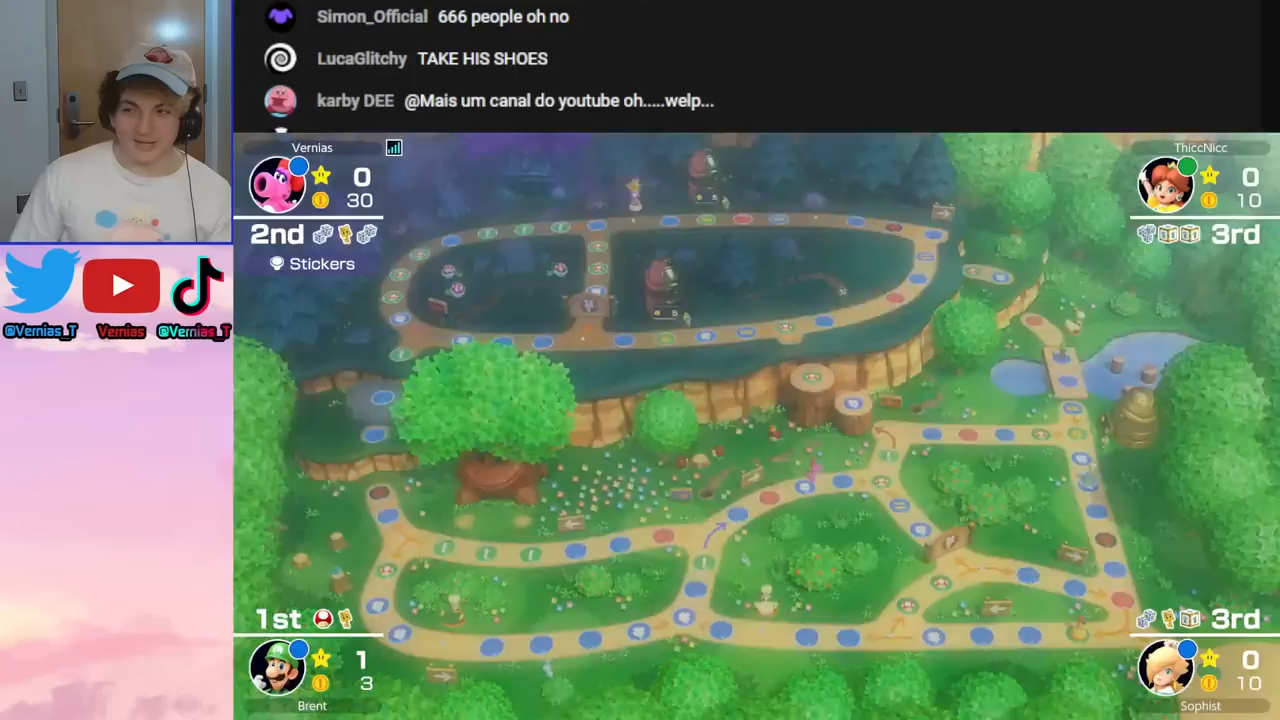 Simon_Official 666 people oh no
LucaGlitchy TAKE HIS SHOES
karby DEE @Mais um canal do youtube oh.....welp...
Vernias
0
30
2nd
Stickers
ThiccNicc
0
10
3rd
@Vernias_T Vernias @Vernias_T
1st
1
3
Brent
3rd
0
10
Sophist